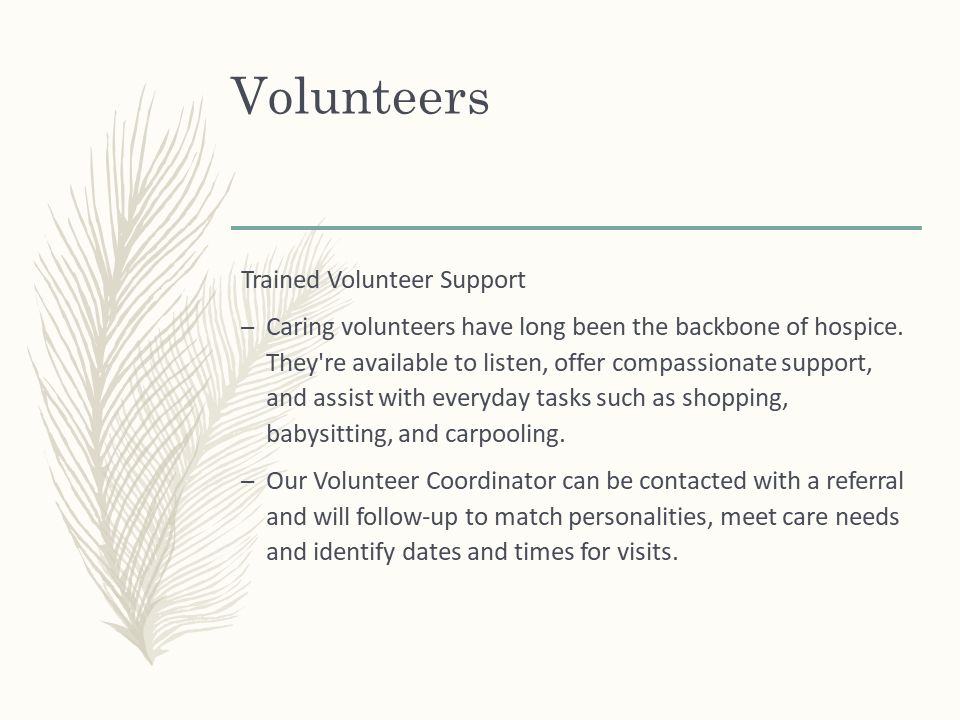 Volunteers
Trained Volunteer Support
– Caring volunteers have long been the backbone of hospice.
They're available to listen, offer compassionate support,
and assist with everyday tasks such as shopping,
babysitting, and carpooling.
– Our Volunteer Coordinator can be contacted with a referral
and will follow-up to match personalities, meet care needs
and identify dates and times for visits.